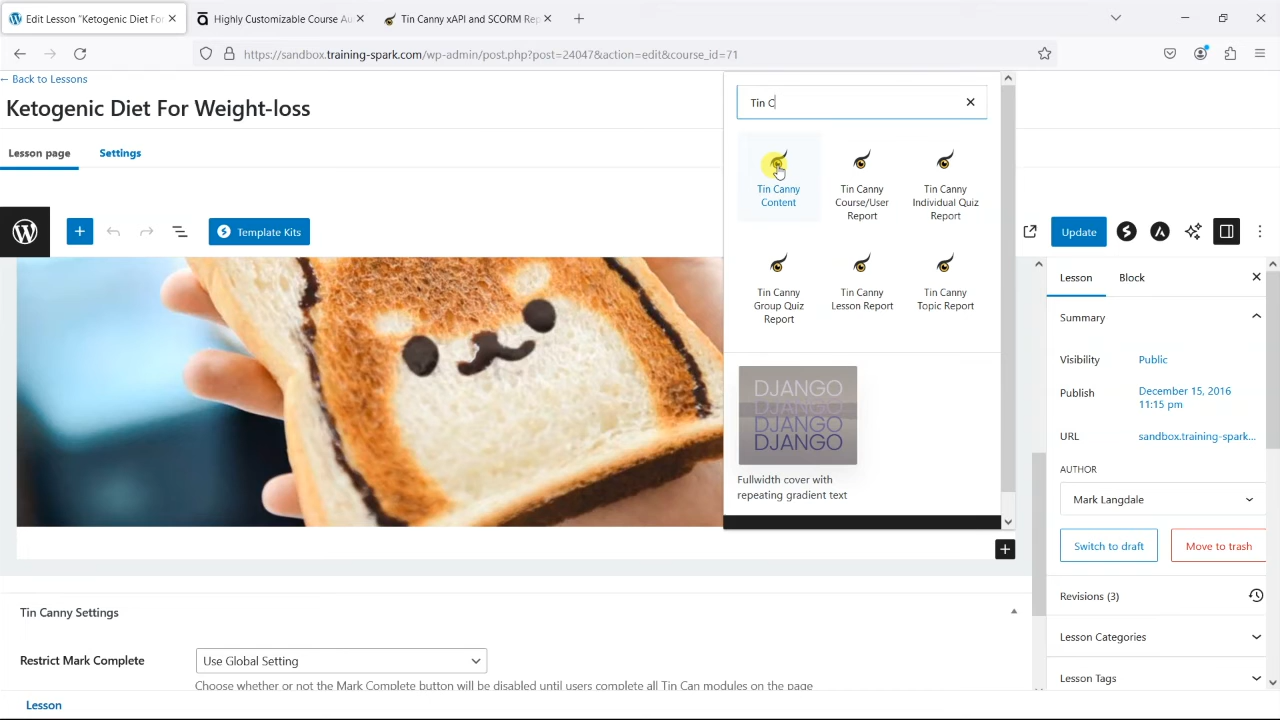 Edit Lesson "Ketogenic Diet For
Highly Customizable Course Au
Tin Canny xAPI and SCORM Rep
https://sandbox.training-spark.com/wp-admin/post.php?post=24047&action=edit&course_id=71
← Back to Lessons
Ketogenic Diet For Weight-loss
Lesson page
Settings
Template Kits
Tin C
Tin Canny
Content
Tin Canny
Course/User
Report
Tin Canny
Individual Quiz
Report
Tin Canny
Group Quiz
Report
Tin Canny
Lesson Report
Tin Canny
Topic Report
DJANGO
DJANGO
DJANGO
DJANGO
Fullwidth cover with
repeating gradient text
Update
Lesson
Block
Summary
Visibility
Public
Publish
December 15, 2016
11:15 pm
URL
sandbox.training-spark...
AUTHOR
Mark Langdale
Switch to draft
Move to trash
Revisions (3)
Lesson Categories
Lesson Tags
Tin Canny Settings
Restrict Mark Complete
Use Global Setting
Choose whether or not the Mark Complete button will be disabled until users complete all Tin Can modules on the page
Lesson